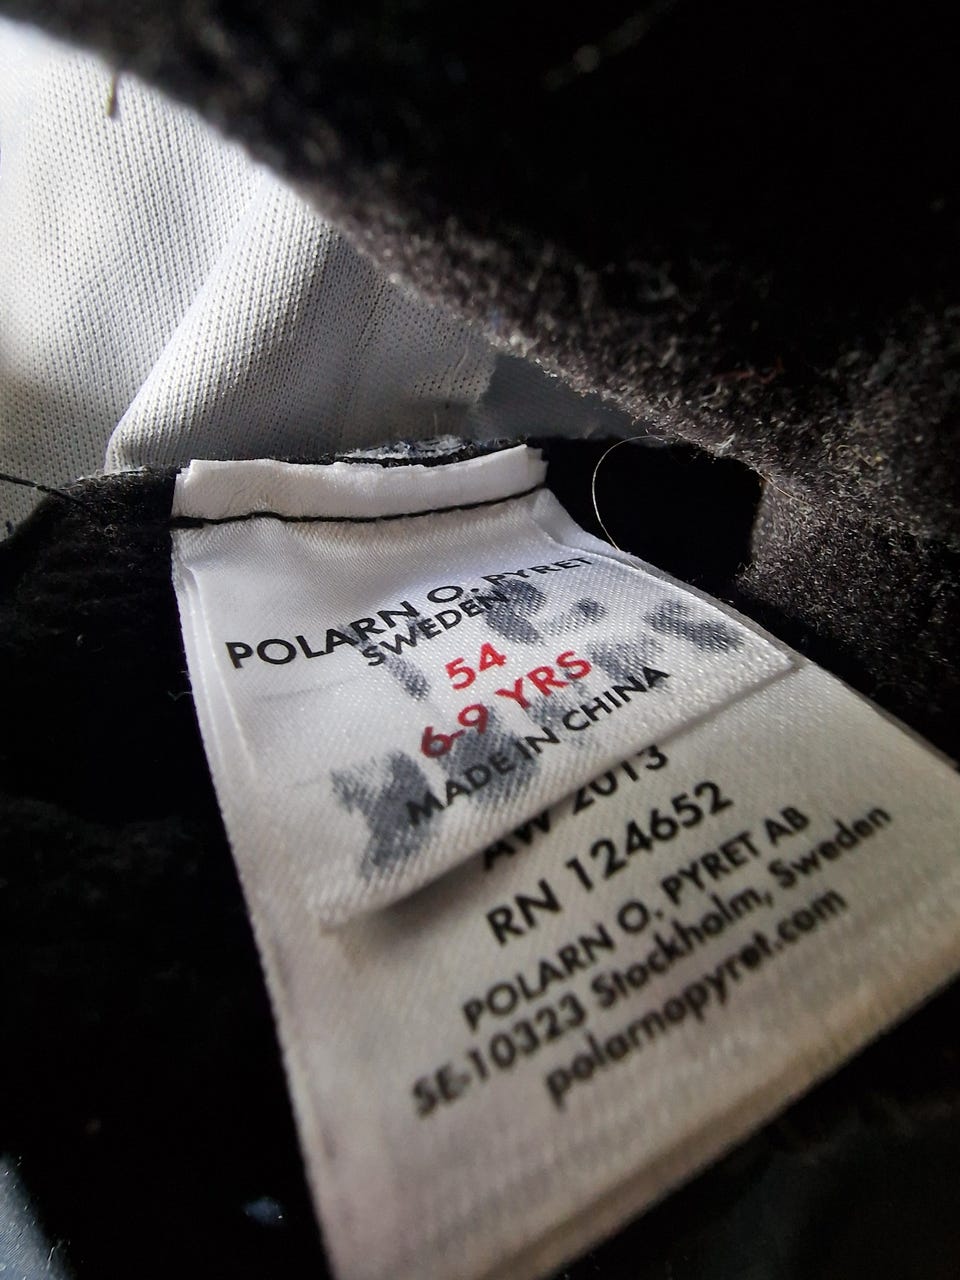 POLARN O. PYRET
SWEDEN
54
6-9 YRS
MADE IN CHINA
AW 2013
RN 124652
POLARN O. PYRET AB
SE-10323 Stockholm, Sweden
polarnopyret.com